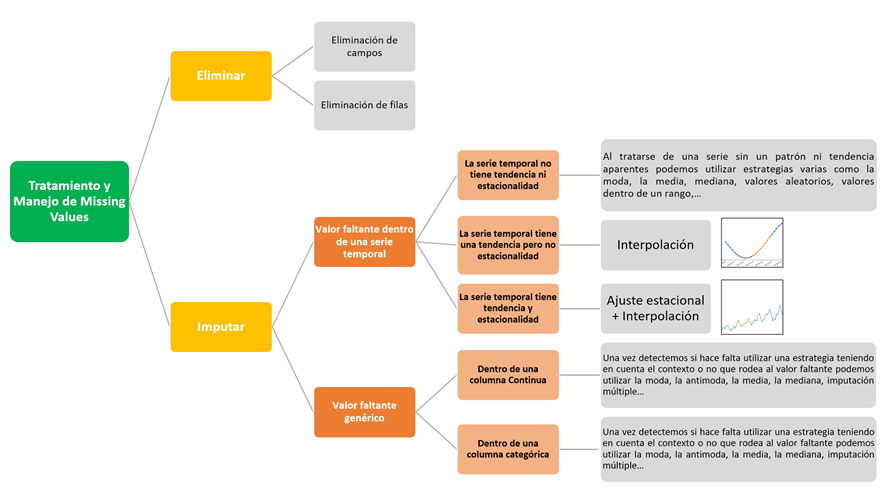 Eliminación de
campos
Eliminar
Eliminación de filas
Tratamiento y
Manejo de Missing
Values
La serie temporal no
tiene tendencia ni
estacionalidad
Al tratarse de una serie sin un patrón ni tendencia
aparentes podemos utilizar estrategias varias como la
moda, la media, mediana, valores aleatorios, valores
dentro de un rango,...
Valor faltante dentro
de una serie
temporal
La serie temporal tiene
una tendencia pero no
estacionalidad
Interpolación
La serie temporal tiene
tendencia y
estacionalidad
Ajuste estacional
+ Interpolación
Imputar
Dentro de una
columna Continua
Una vez detectemos si hace falta utilizar una estrategia teniendo
en cuenta el contexto o no que rodea al valor faltante podemos
utilizar la moda, la antimoda, la media, la mediana, imputación
múltiple...
Valor faltante
genérico
Dentro de una
columna categórica
Una vez detectemos si hace falta utilizar una estrategia teniendo
en cuenta el contexto o no que rodea al valor faltante podemos
utilizar la moda, la antimoda, la media, la mediana, imputación
múltiple...